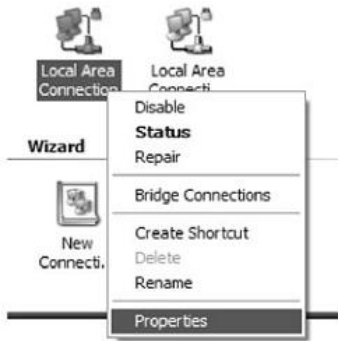 Local Area
Connection
Local Area
Connecti...
Disable
Status
Repair
Wizard
Bridge Connections
Create Shortcut
Delete
Rename
New
Connecti.
Properties